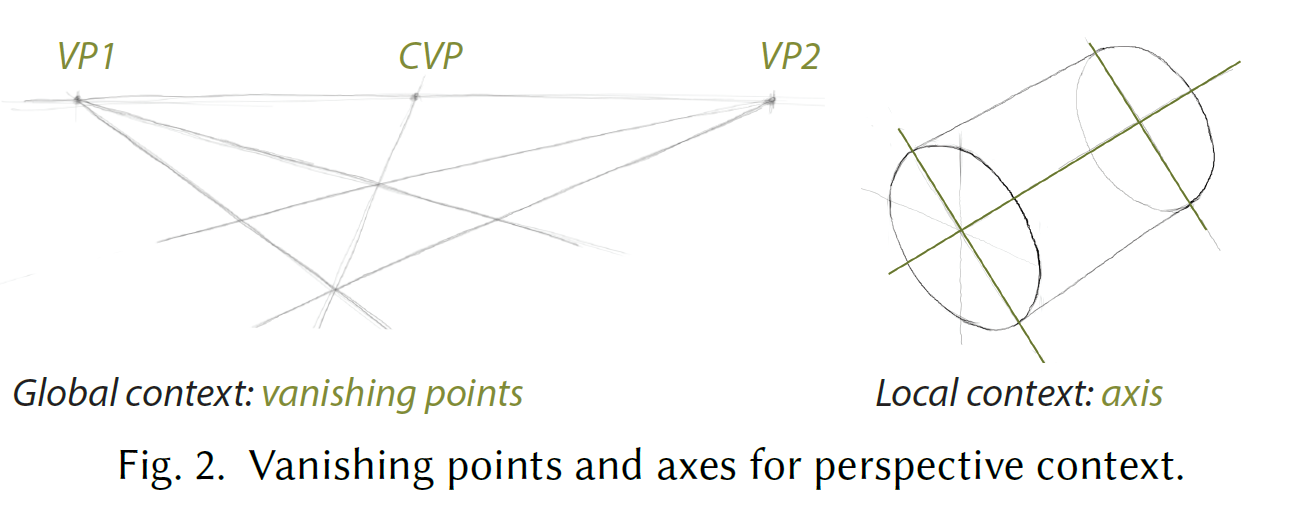 VP1 CVP VP2
Global context: vanishing points
Local context: axis
Fig. 2. Vanishing points and axes for perspective context.